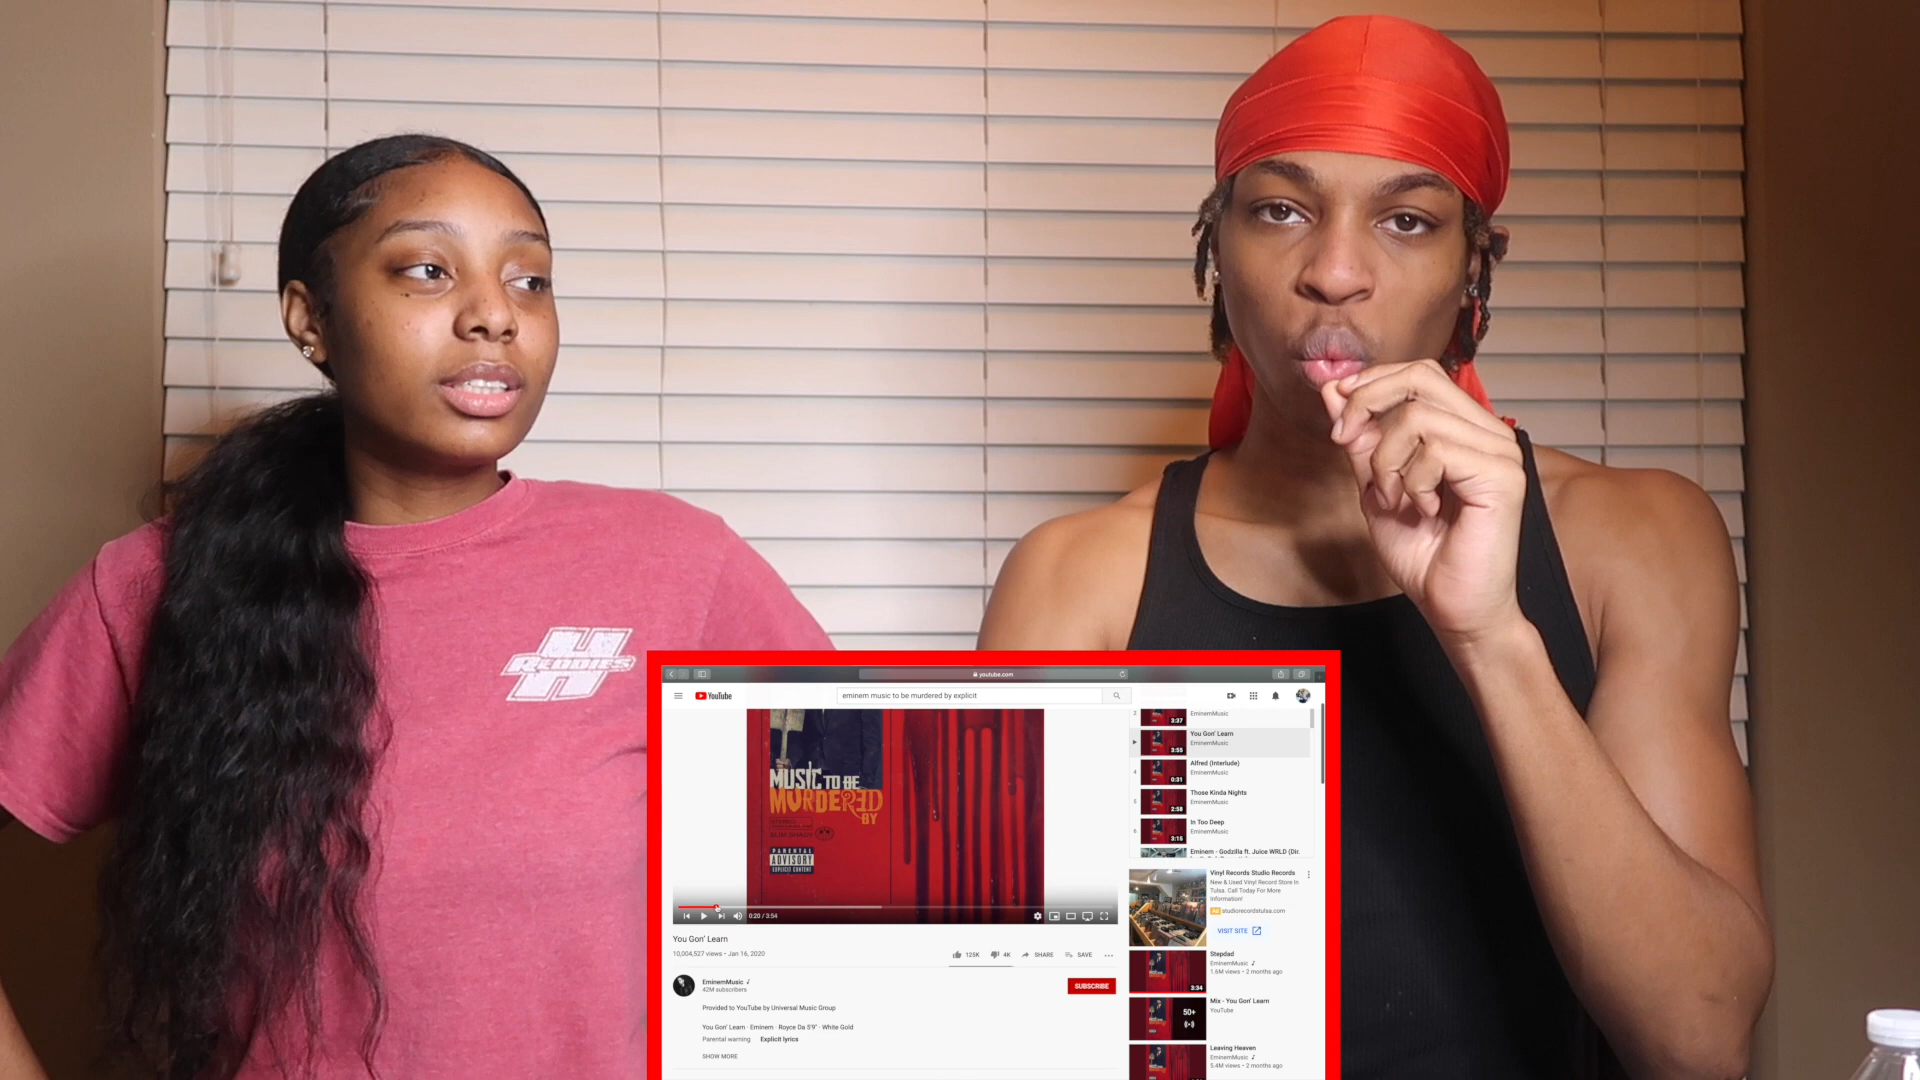 REDDIES
youtube.com
YouTube
eminem music to be murdered by explicit
MUSIC TO BE
MURDERED
BY
PARENTAL
ADVISORY
EXPLICIT CONTENT
0:20 / 3:54
You Gon' Learn
10,004,527 views • Jan 16, 2020
125K
4K
SHARE
SAVE
EminemMusic
42M subscribers
SUBSCRIBE
Provided to YouTube by Universal Music Group
You Gon' Learn · Eminem · Royce Da 5'9" · White Gold
Parental warning Explicit lyrics
SHOW MORE
2
3:37
EminemMusic
3:55
You Gon' Learn
EminemMusic
4
0:31
Alfred (Interlude)
EminemMusic
5
2:58
Those Kinda Nights
EminemMusic
6
3:15
In Too Deep
EminemMusic
Eminem - Godzilla ft. Juice WRLD (Dir.
Vinyl Records Studio Records
New & Used Vinyl Record Store In
Tulsa. Call Today For More
Information!
Ad studiorecordstulsa.com
VISIT SITE
3:34
Stepdad
EminemMusic
1.6M views • 2 months ago
50+
Mix - You Gon' Learn
YouTube
Leaving Heaven
EminemMusic
5.4M views • 2 months ago